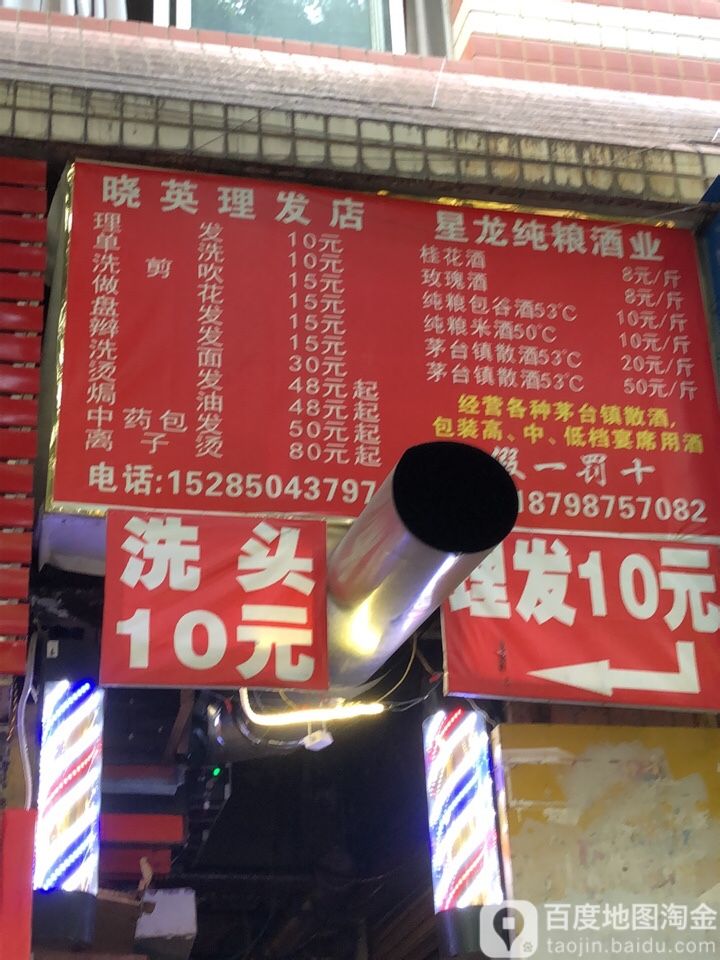 晓英理发店
理发 10元
单洗 10元
洗剪吹 15元
做花 15元
盘发 15元
辫发 15元
洗面 30元
烫发 48元起
焗油 48元起
中药包发 50元起
离子烫 80元起
电话:15285043797
星龙纯粮酒业
桂花酒 8元/斤
玫瑰酒 8元/斤
纯粮包谷酒53℃ 10元/斤
纯粮米酒50℃ 10元/斤
茅台镇散酒53℃ 20元/斤
茅台镇散酒53℃ 50元/斤
经营各种茅台镇散酒,
包装高、中、低档宴席用酒
假一罚十
18798757082
洗头
10元
理发10元
百度地图淘金
taojin.baidu.com